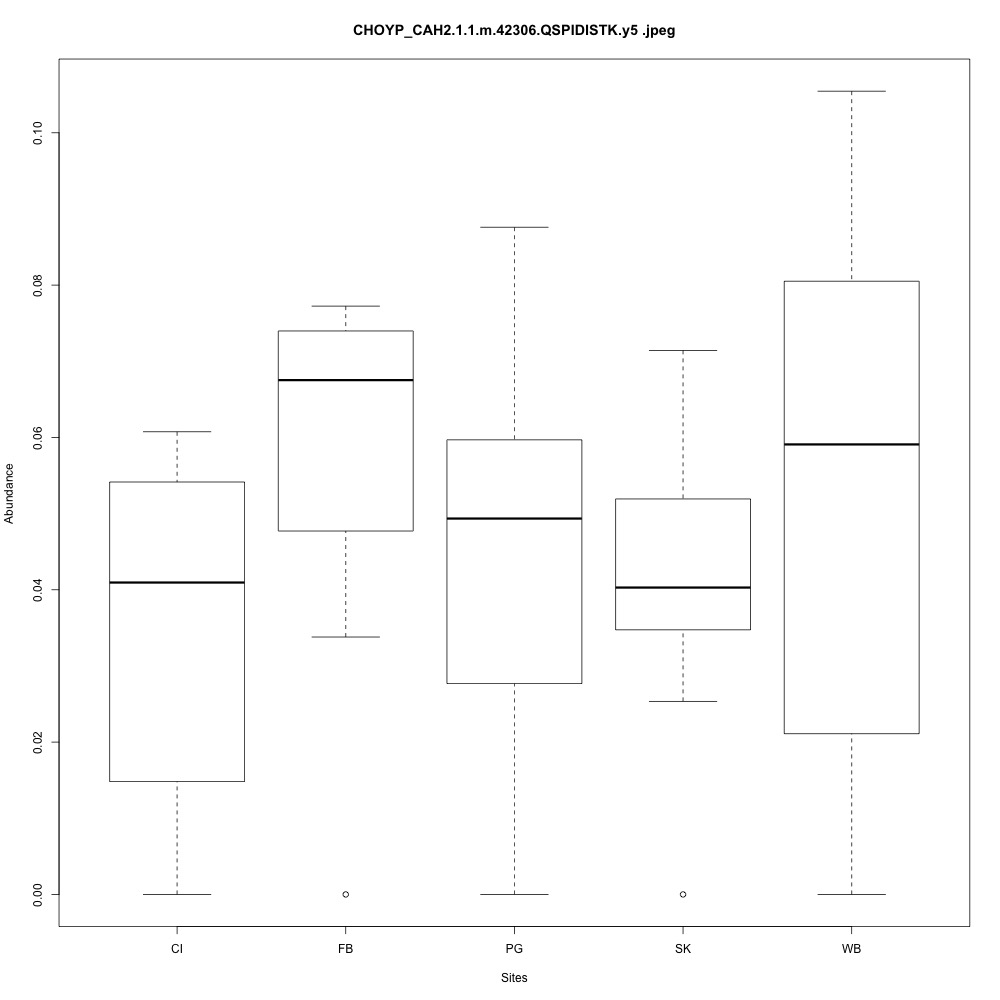 CHOYP_CAH2.1.1.m.42306.QSPIDISTK.y5 .jpeg
0.10
0.08
0.06
0.04
0.02
0.00
Abundance
CI FB PG SK WB
Sites